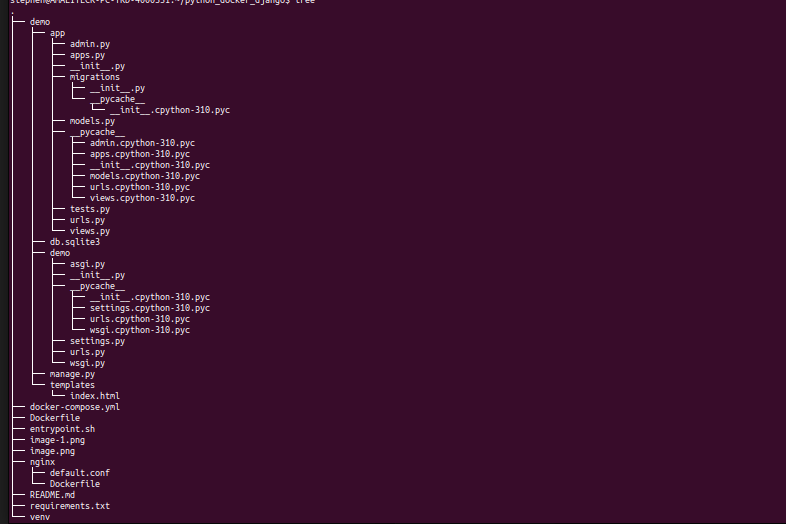 .
demo
app
admin.py
apps.py
__init__.py
migrations
__init__.py
__pycache__
__init__.cpython-310.pyc
models.py
__pycache__
admin.cpython-310.pyc
apps.cpython-310.pyc
__init__.cpython-310.pyc
models.cpython-310.pyc
urls.cpython-310.pyc
views.cpython-310.pyc
tests.py
urls.py
views.py
db.sqlite3
demo
asgi.py
__init__.py
__pycache__
__init__.cpython-310.pyc
settings.cpython-310.pyc
urls.cpython-310.pyc
wsgi.cpython-310.pyc
settings.py
urls.py
wsgi.py
manage.py
templates
index.html
docker-compose.yml
Dockerfile
entrypoint.sh
image-1.png
image.png
nginx
default.conf
Dockerfile
README.md
requirements.txt
venv